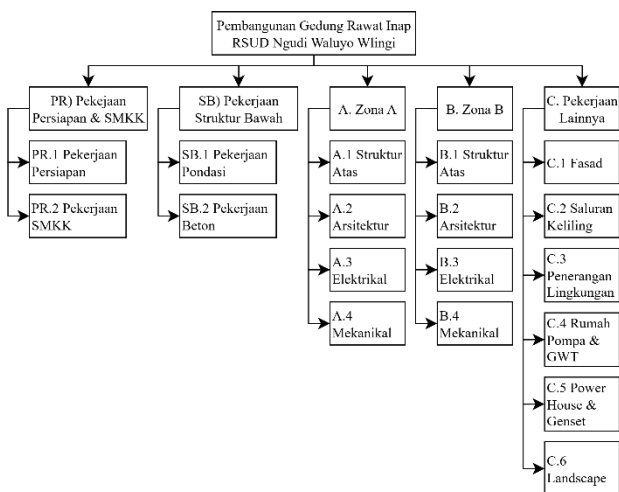 Pembangunan Gedung Rawat Inap
RSUD Ngudi Waluyo Wlingi
PR) Pekejaan
Persiapan & SMKK
PR.1 Pekerjaan
Persiapan
PR.2 Pekerjaan
SMKK
SB) Pekerjaan
Struktur Bawah
SB.1 Pekerjaan
Pondasi
SB.2 Pekerjaan
Beton
A. Zona A
A.1 Struktur
Atas
A.2
Arsitektur
A.3
Elektrikal
A.4
Mekanikal
B. Zona B
B.1 Struktur
Atas
B.2
Arsitektur
B.3
Elektrikal
B.4
Mekanikal
C. Pekerjaan
Lainnya
C.1 Fasad
C.2 Saluran
Keliling
C.3
Penerangan
Lingkungan
C.4 Rumah
Pompa &
GWT
C.5 Power
House &
Genset
C.6
Landscape